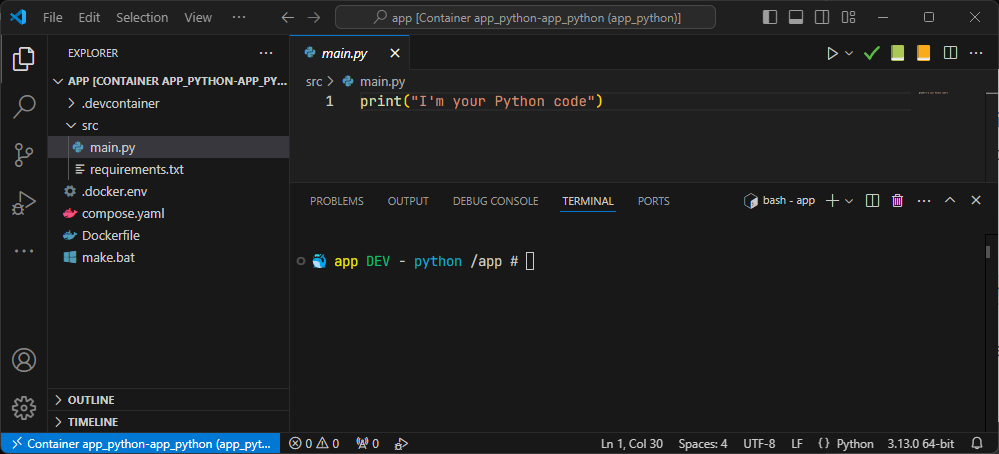 File Edit Selection View
app [Container app_python-app_python (app_python)]
EXPLORER
APP [CONTAINER APP_PYTHON-APP_PY...
.devcontainer
src
main.py
requirements.txt
.docker.env
compose.yaml
Dockerfile
make.bat
OUTLINE
TIMELINE
main.py
src > main.py
1 print("I'm your Python code")
PROBLEMS OUTPUT DEBUG CONSOLE TERMINAL PORTS
bash - app
app DEV - python /app #
Container app_python-app_python (app_pyt... 0 0 0 Ln 1, Col 30 Spaces: 4 UTF-8 LF {} Python 3.13.0 64-bit